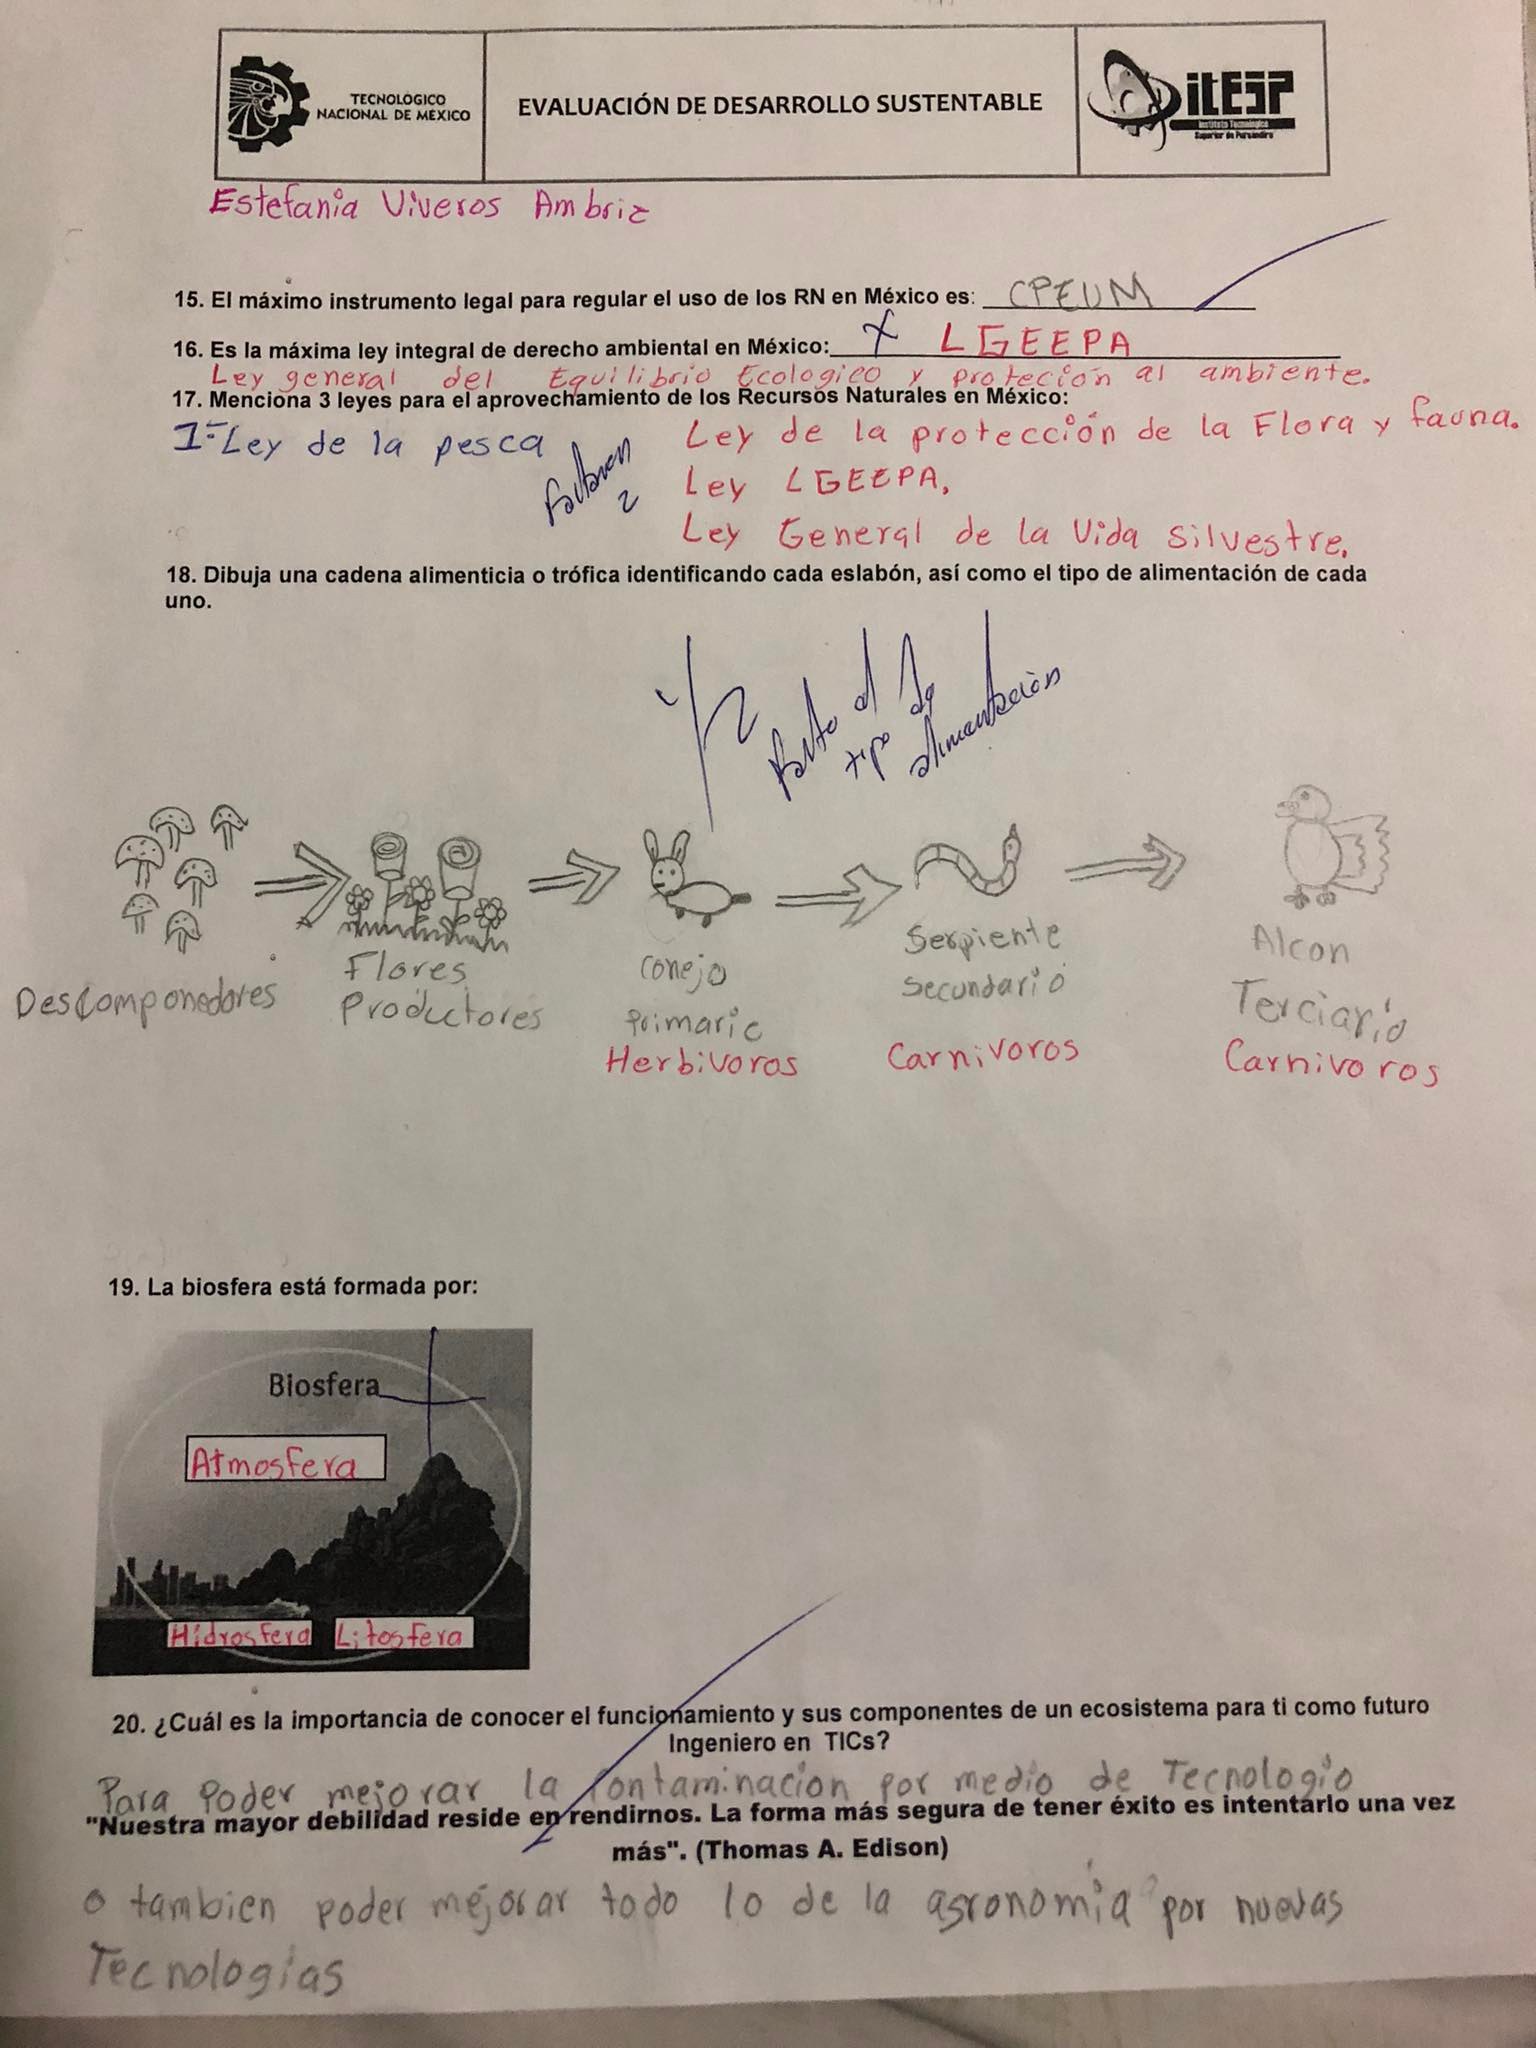 TECNOLÓGICO
NACIONAL DE MÉXICO
EVALUACIÓN DE DESARROLLO SUSTENTABLE
itESP
Instituto Tecnológico
Superior de Puruándiro
Estefania Viveros Ambriz
15. El máximo instrumento legal para regular el uso de los RN en México es: CPEUM
16. Es la máxima ley integral de derecho ambiental en México: LGEEPA
Ley general del Equilibrio Ecologico y proteción al ambiente.
17. Menciona 3 leyes para el aprovechamiento de los Recursos Naturales en México:
1- Ley de la pesca
Faltaron
2
Ley de la protección de la Flora y fauna.
Ley LGEEPA.
Ley General de la Vida Silvestre.
18. Dibuja una cadena alimenticia o trófica identificando cada eslabón, así como el tipo de alimentación de cada
uno.
1/2
Falto el
tipo de
alimentación
Descomponedores
Flores
Productores
Conejo
Primario
Herbivoros
Serpiente
Secundario
Carnivoros
Alcon
Terciario
Carnivoros
19. La biosfera está formada por:
Biosfera
Atmosfera
Hidrosfera Litosfera
20. ¿Cuál es la importancia de conocer el funcionamiento y sus componentes de un ecosistema para ti como futuro
Ingeniero en TICs?
Para Poder mejorar la Contaminacion por medio de Tecnologio
"Nuestra mayor debilidad reside en rendirnos. La forma más segura de tener éxito es intentarlo una vez
más". (Thomas A. Edison)
o tambien poder mejorar todo lo de la agronomia por nuevas
Tecnologias